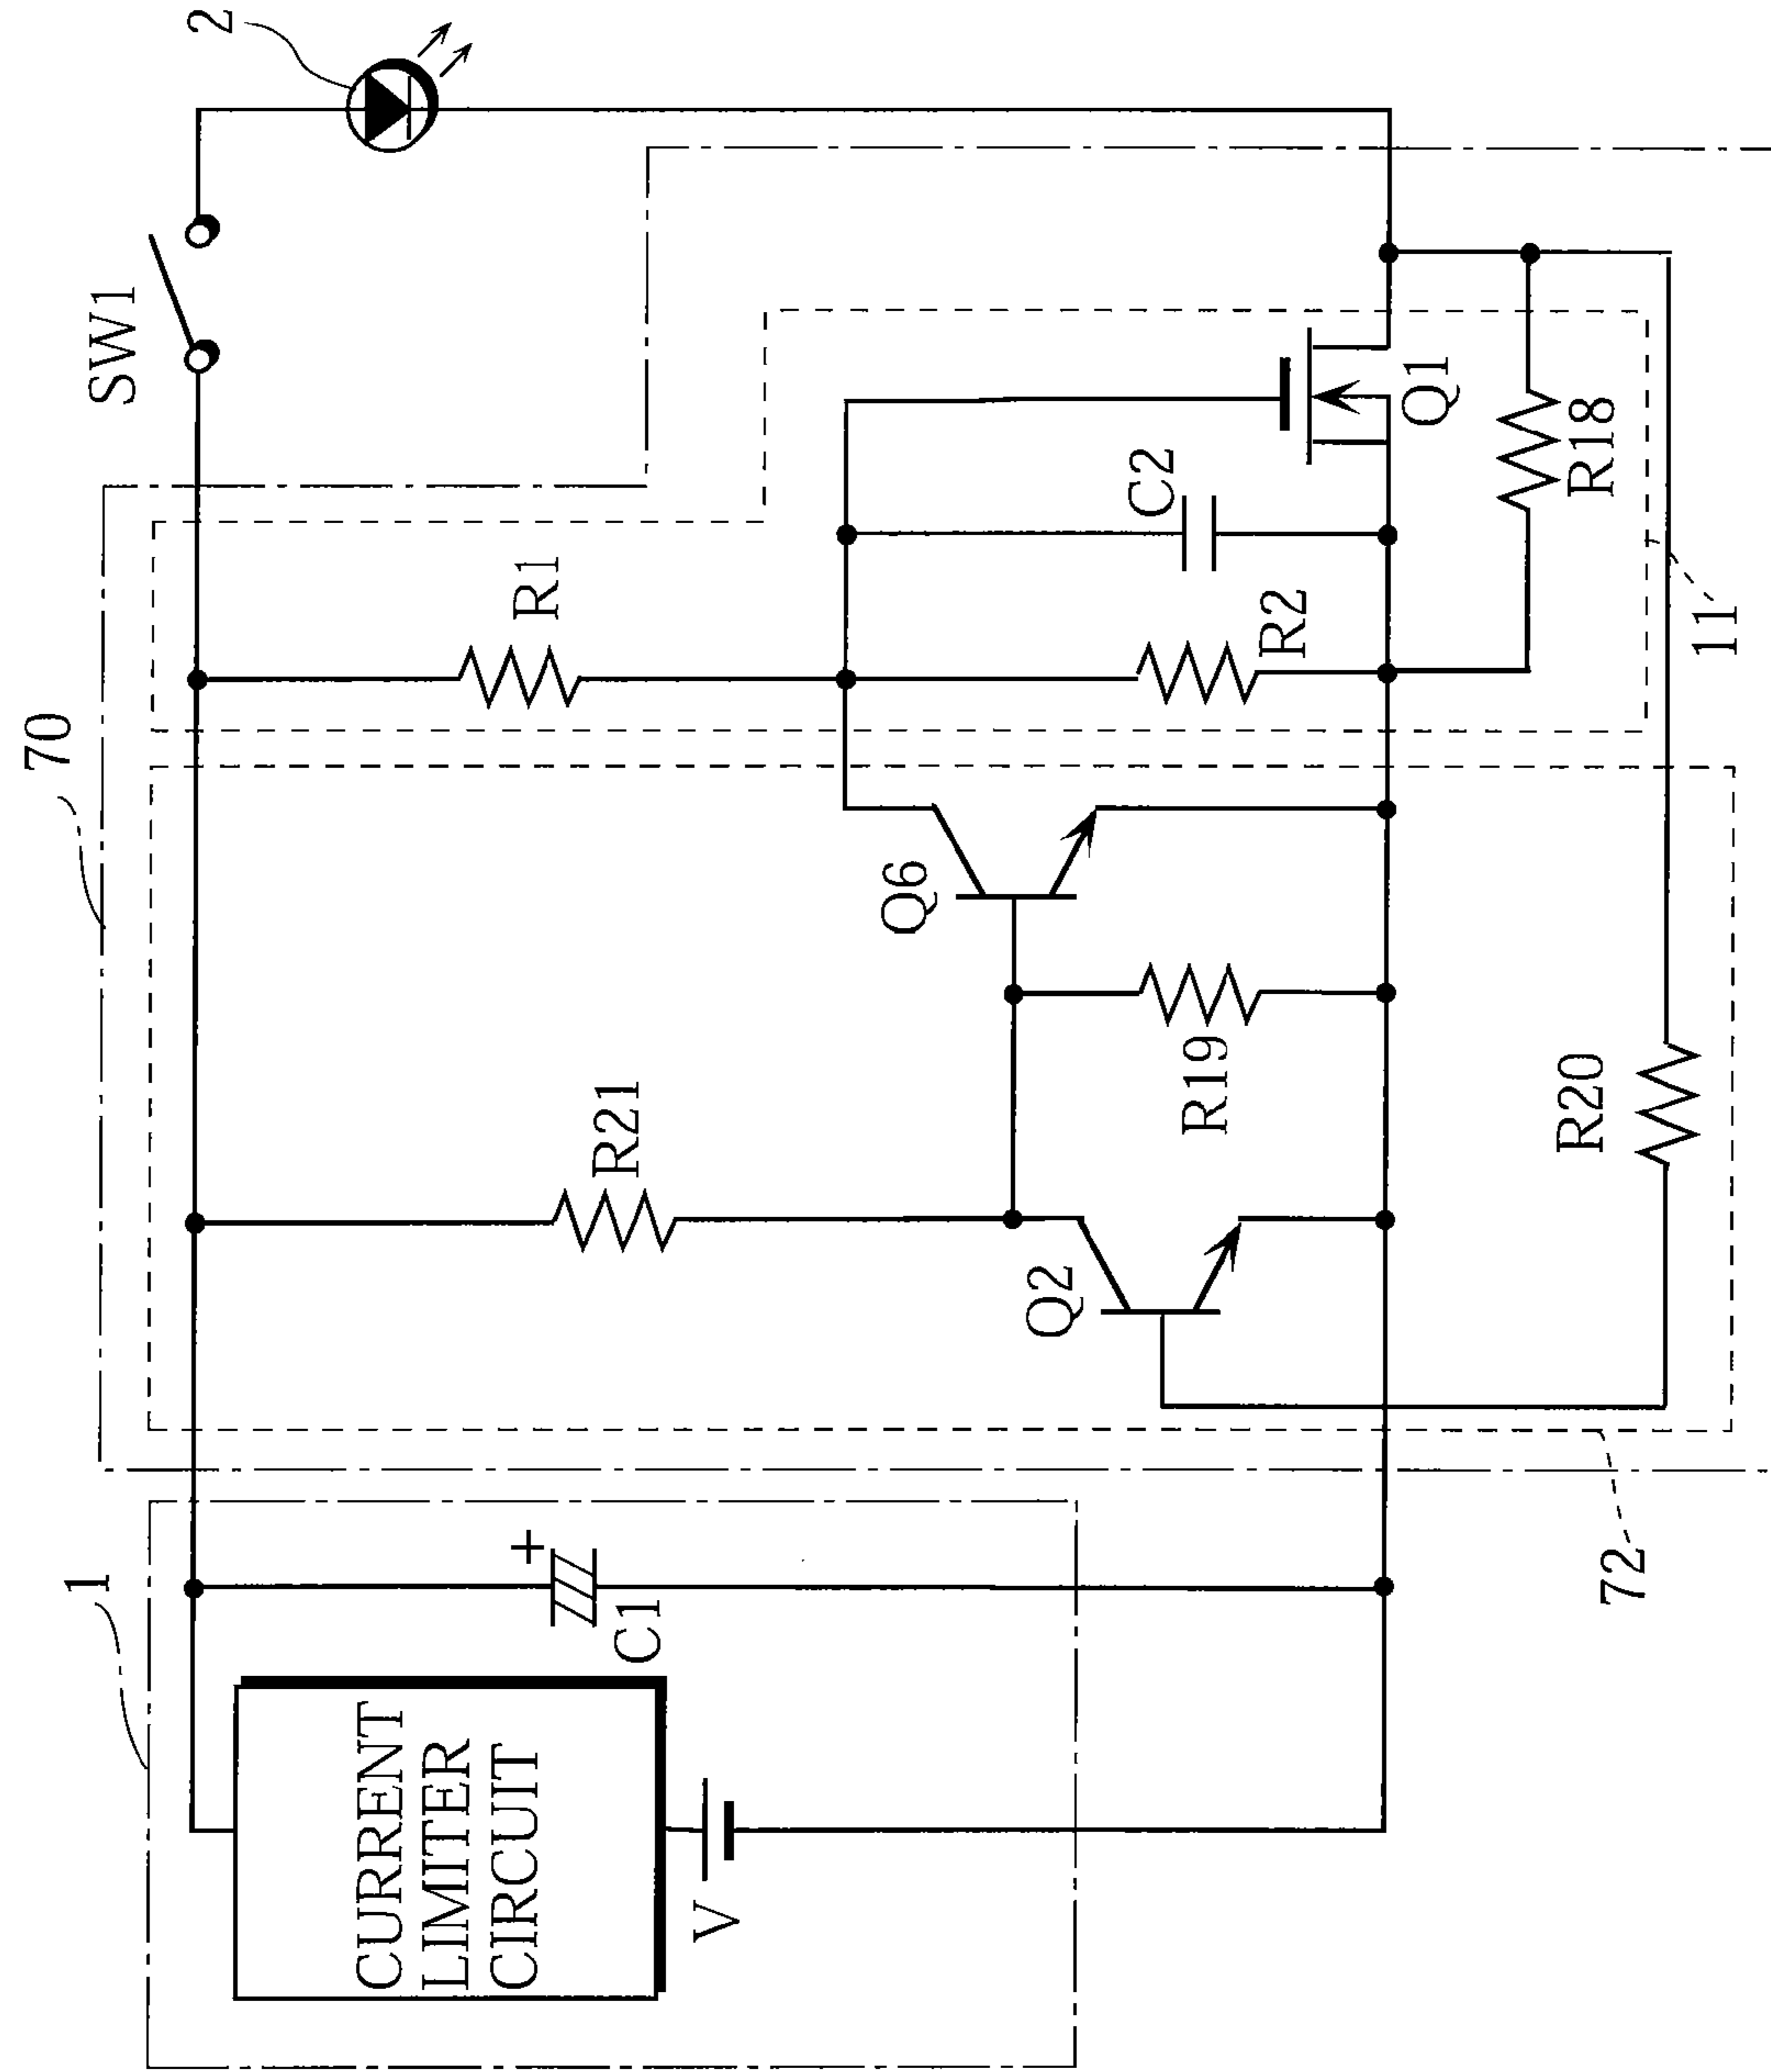 1
CURRENT
LIMITER
CIRCUIT
V
C1
+
70
72
R21
Q2
R19
R20
Q6
R1
R2
C2
Q1
R18
11
SW1
2